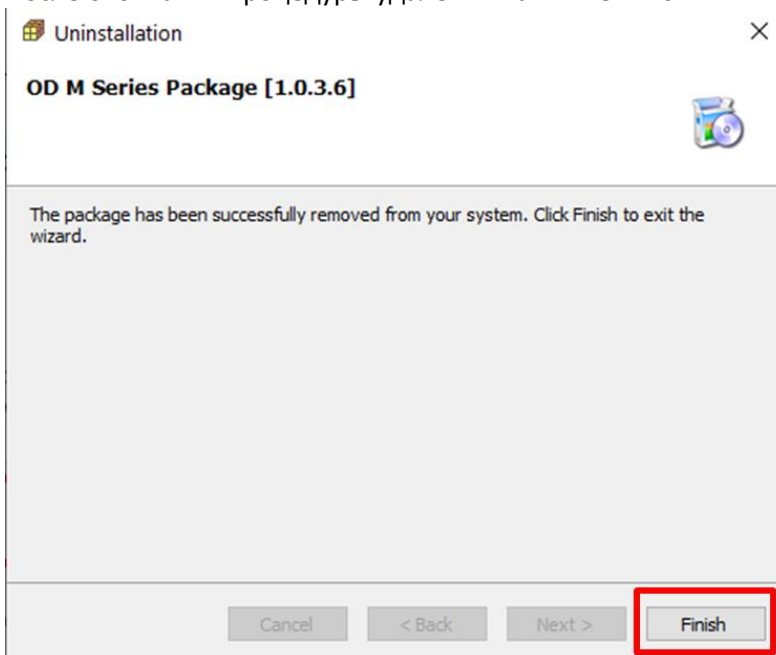 Uninstallation
OD M Series Package [1.0.3.6]
The package has been successfully removed from your system. Click Finish to exit the
wizard.
Cancel < Back Next > Finish